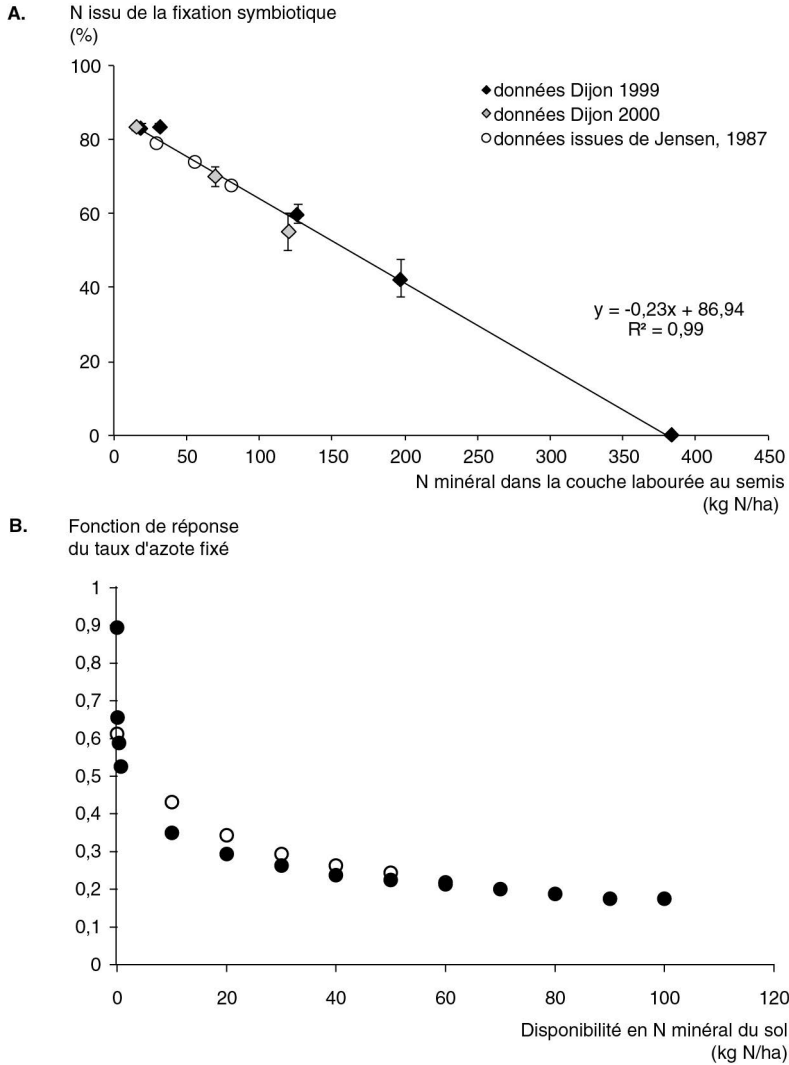 A.
N issu de la fixation symbiotique
(%)
100
80
60
40
20
0
données Dijon 1999
données Dijon 2000
données issues de Jensen, 1987
y = -0,23x + 86,94
R² = 0,99
0 50 100 150 200 250 300 350 400 450
N minéral dans la couche labourée au semis
(kg N/ha)
B.
Fonction de réponse
du taux d'azote fixé
1
0,9
0,8
0,7
0,6
0,5
0,4
0,3
0,2
0,1
0
0 20 40 60 80 100 120
Disponibilité en N minéral du sol
(kg N/ha)